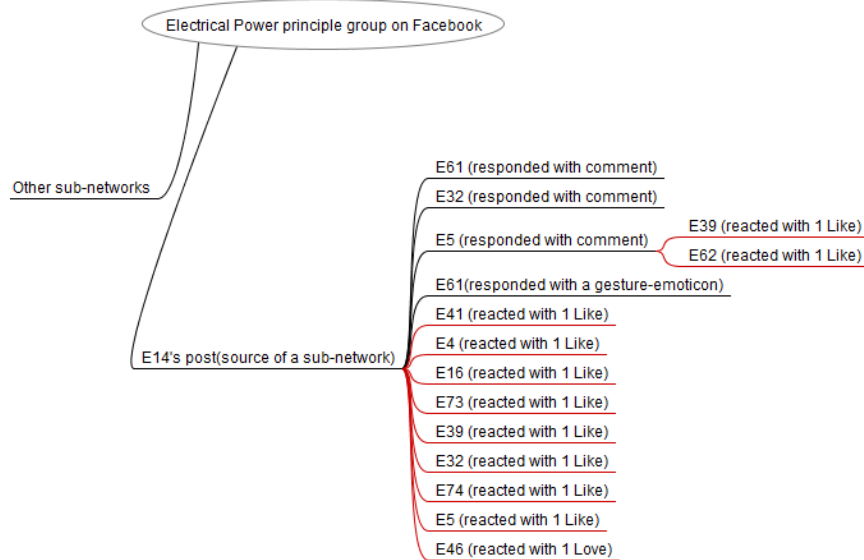 Electrical Power principle group on Facebook
Other sub-networks
E14's post(source of a sub-network)
E61 (responded with comment)
E32 (responded with comment)
E5 (responded with comment)
E39 (reacted with 1 Like)
E62 (reacted with 1 Like)
E61(responded with a gesture-emoticon)
E41 (reacted with 1 Like)
E4 (reacted with 1 Like)
E16 (reacted with 1 Like)
E73 (reacted with 1 Like)
E39 (reacted with 1 Like)
E32 (reacted with 1 Like)
E74 (reacted with 1 Like)
E5 (reacted with 1 Like)
E46 (reacted with 1 Love)